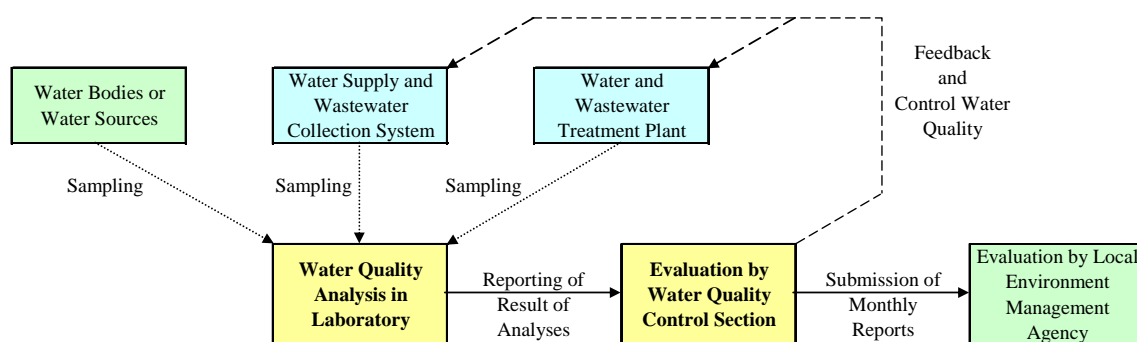 Feedback
and
Control Water
Quality
Water Bodies or
Water Sources
Water Supply and
Wastewater
Collection System
Water and
Wastewater
Treatment Plant
Sampling
Sampling
Sampling
Water Quality
Analysis in
Laboratory
Reporting of
Result of
Analyses
Evaluation by
Water Quality
Control Section
Submission of
Monthly
Reports
Evaluation by Local
Environment
Management
Agency